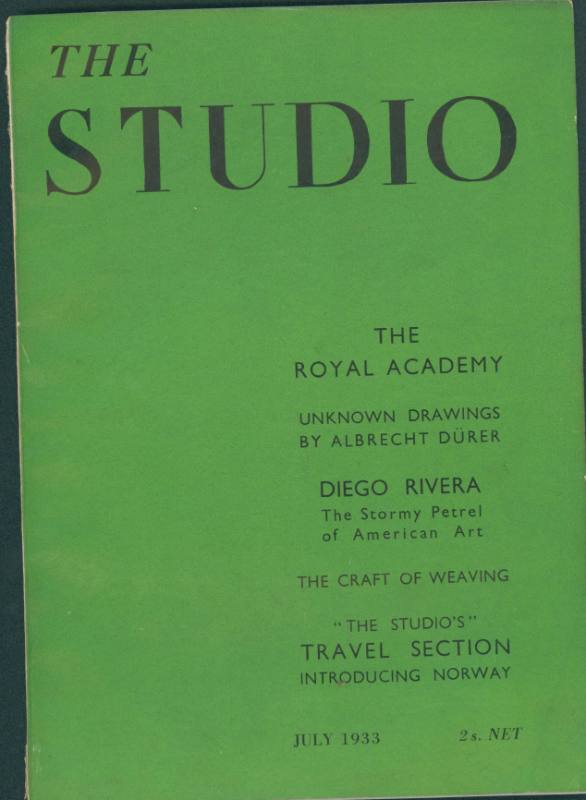 THE
STUDIO
THE
ROYAL ACADEMY
UNKNOWN DRAWINGS
BY ALBRECHT DÜRER
DIEGO RIVERA
The Stormy Petrel
of American Art
THE CRAFT OF WEAVING
"THE STUDIO'S"
TRAVEL SECTION
INTRODUCING NORWAY
JULY 1933 2s. NET